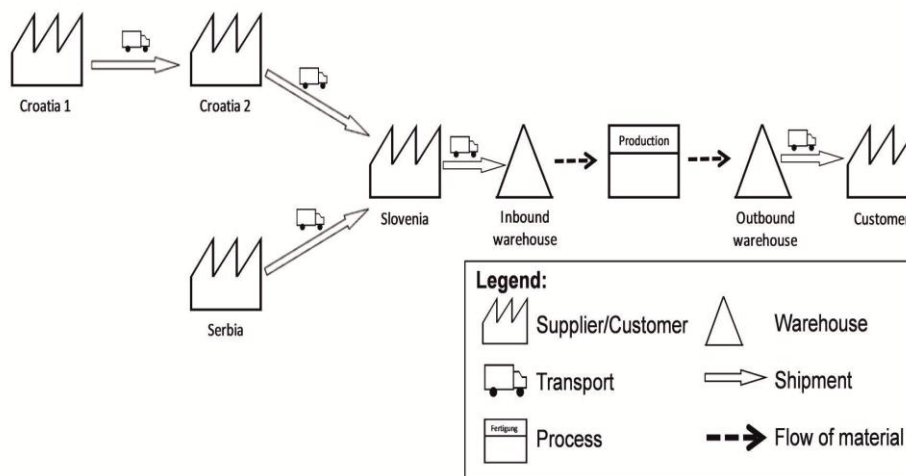 Croatia 1
Croatia 2
Production
Slovenia
Inbound
warehouse
Outbound
warehouse
Customer
Serbia
Legend:
Supplier/Customer
Warehouse
Transport
Shipment
Fertigung
Process
Flow of material